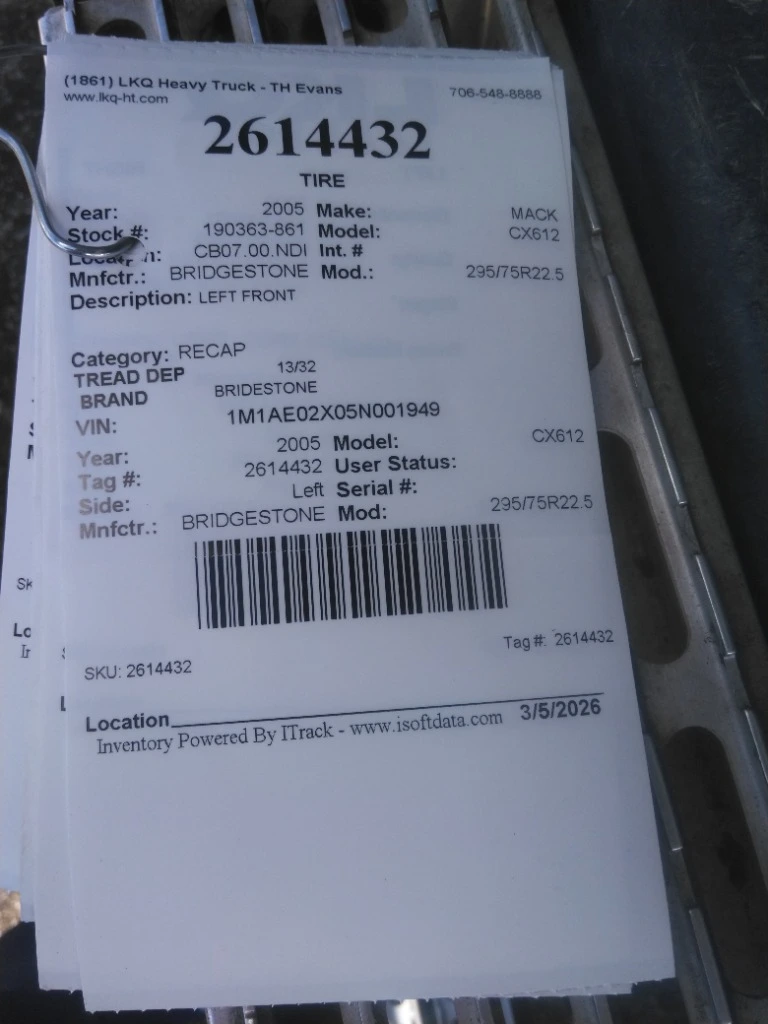 (1861) LKQ Heavy Truck - TH Evans 706-548-8888
www.lkq-ht.com
2614432
TIRE
Year: 2005 Make: MACK
Stock #: 190363-861 Model: CX612
Location: CB07.00.NDI Int. #
Mnfctr.: BRIDGESTONE Mod.: 295/75R22.5
Description: LEFT FRONT
Category: RECAP
TREAD DEP 13/32
BRAND BRIDESTONE
VIN: 1M1AE02X05N001949
Year: 2005 Model: CX612
Tag #: 2614432 User Status:
Side: Left Serial #:
Mnfctr.: BRIDGESTONE Mod: 295/75R22.5
SKU: 2614432 Tag #: 2614432
Location
Inventory Powered By ITrack - www.isoftdata.com 3/5/2026